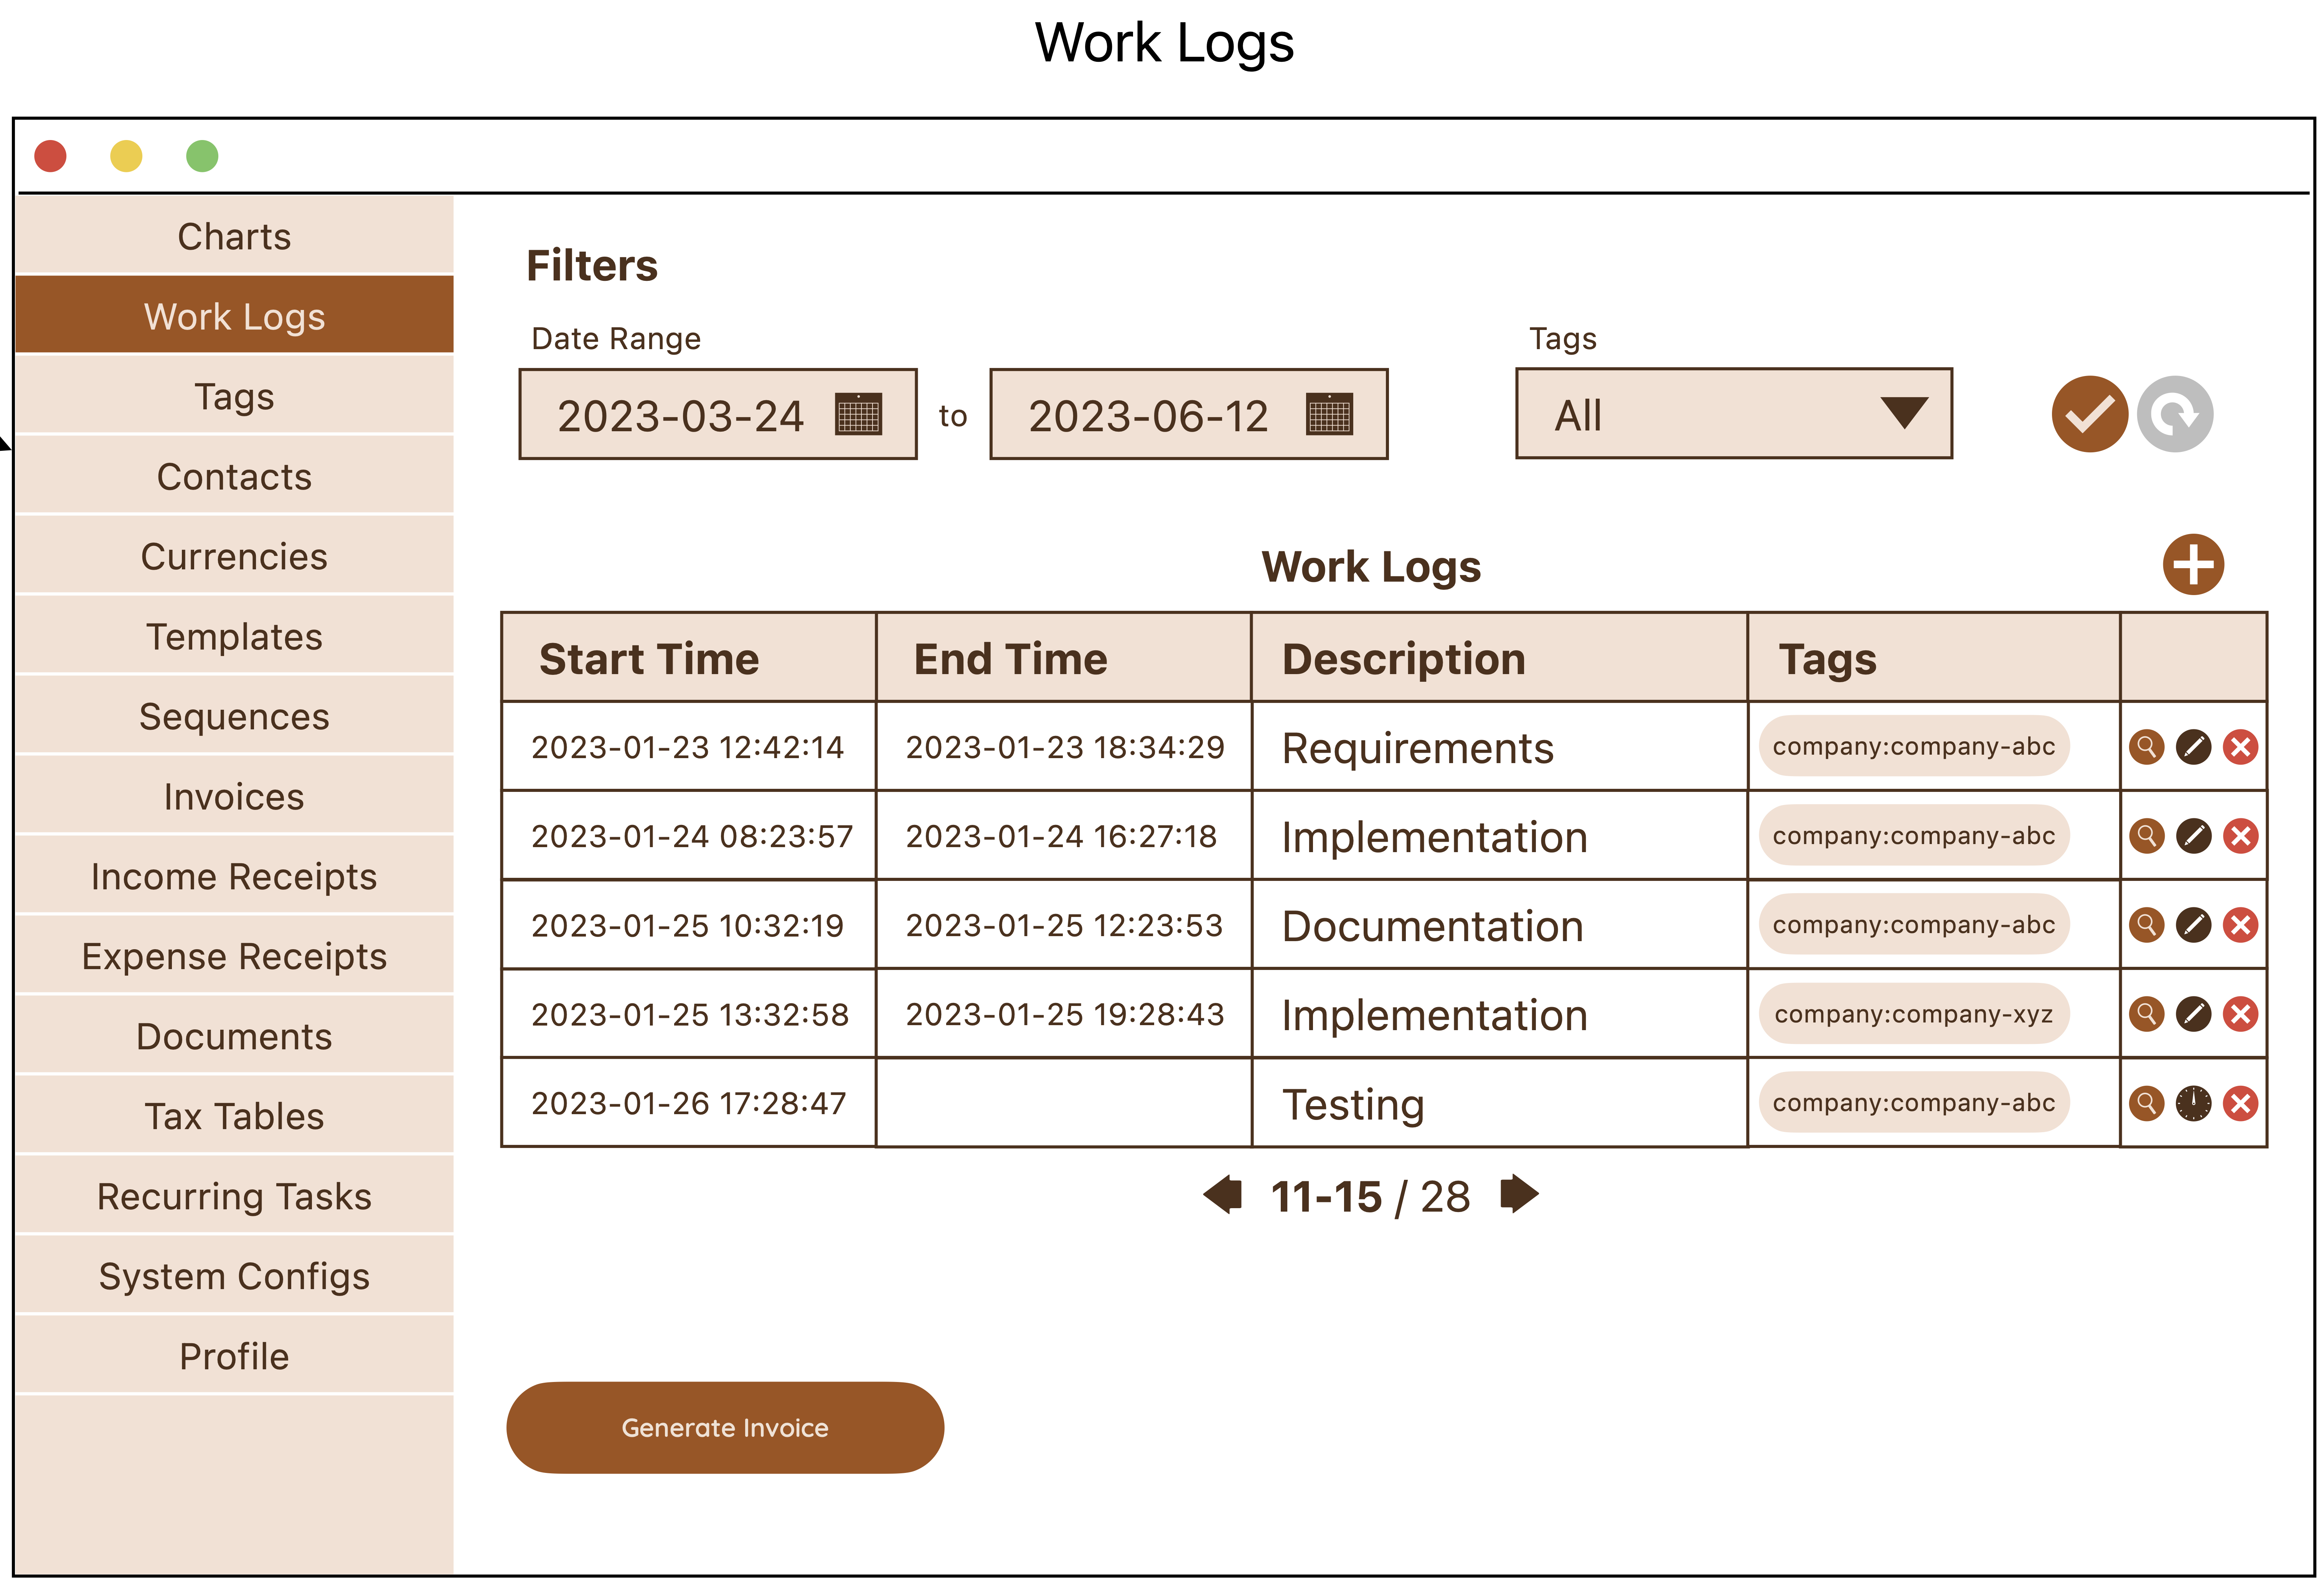 Work Logs
Charts
Work Logs
Tags
Contacts
Currencies
Templates
Sequences
Invoices
Income Receipts
Expense Receipts
Documents
Tax Tables
Recurring Tasks
System Configs
Profile
Filters
Date Range
Tags
2023-03-24 to 2023-06-12 All
Work Logs
Start Time End Time Description Tags
2023-01-23 12:42:14 2023-01-23 18:34:29 Requirements company:company-abc
2023-01-24 08:23:57 2023-01-24 16:27:18 Implementation company:company-abc
2023-01-25 10:32:19 2023-01-25 12:23:53 Documentation company:company-abc
2023-01-25 13:32:58 2023-01-25 19:28:43 Implementation company:company-xyz
2023-01-26 17:28:47 Testing company:company-abc
11-15 / 28
Generate Invoice